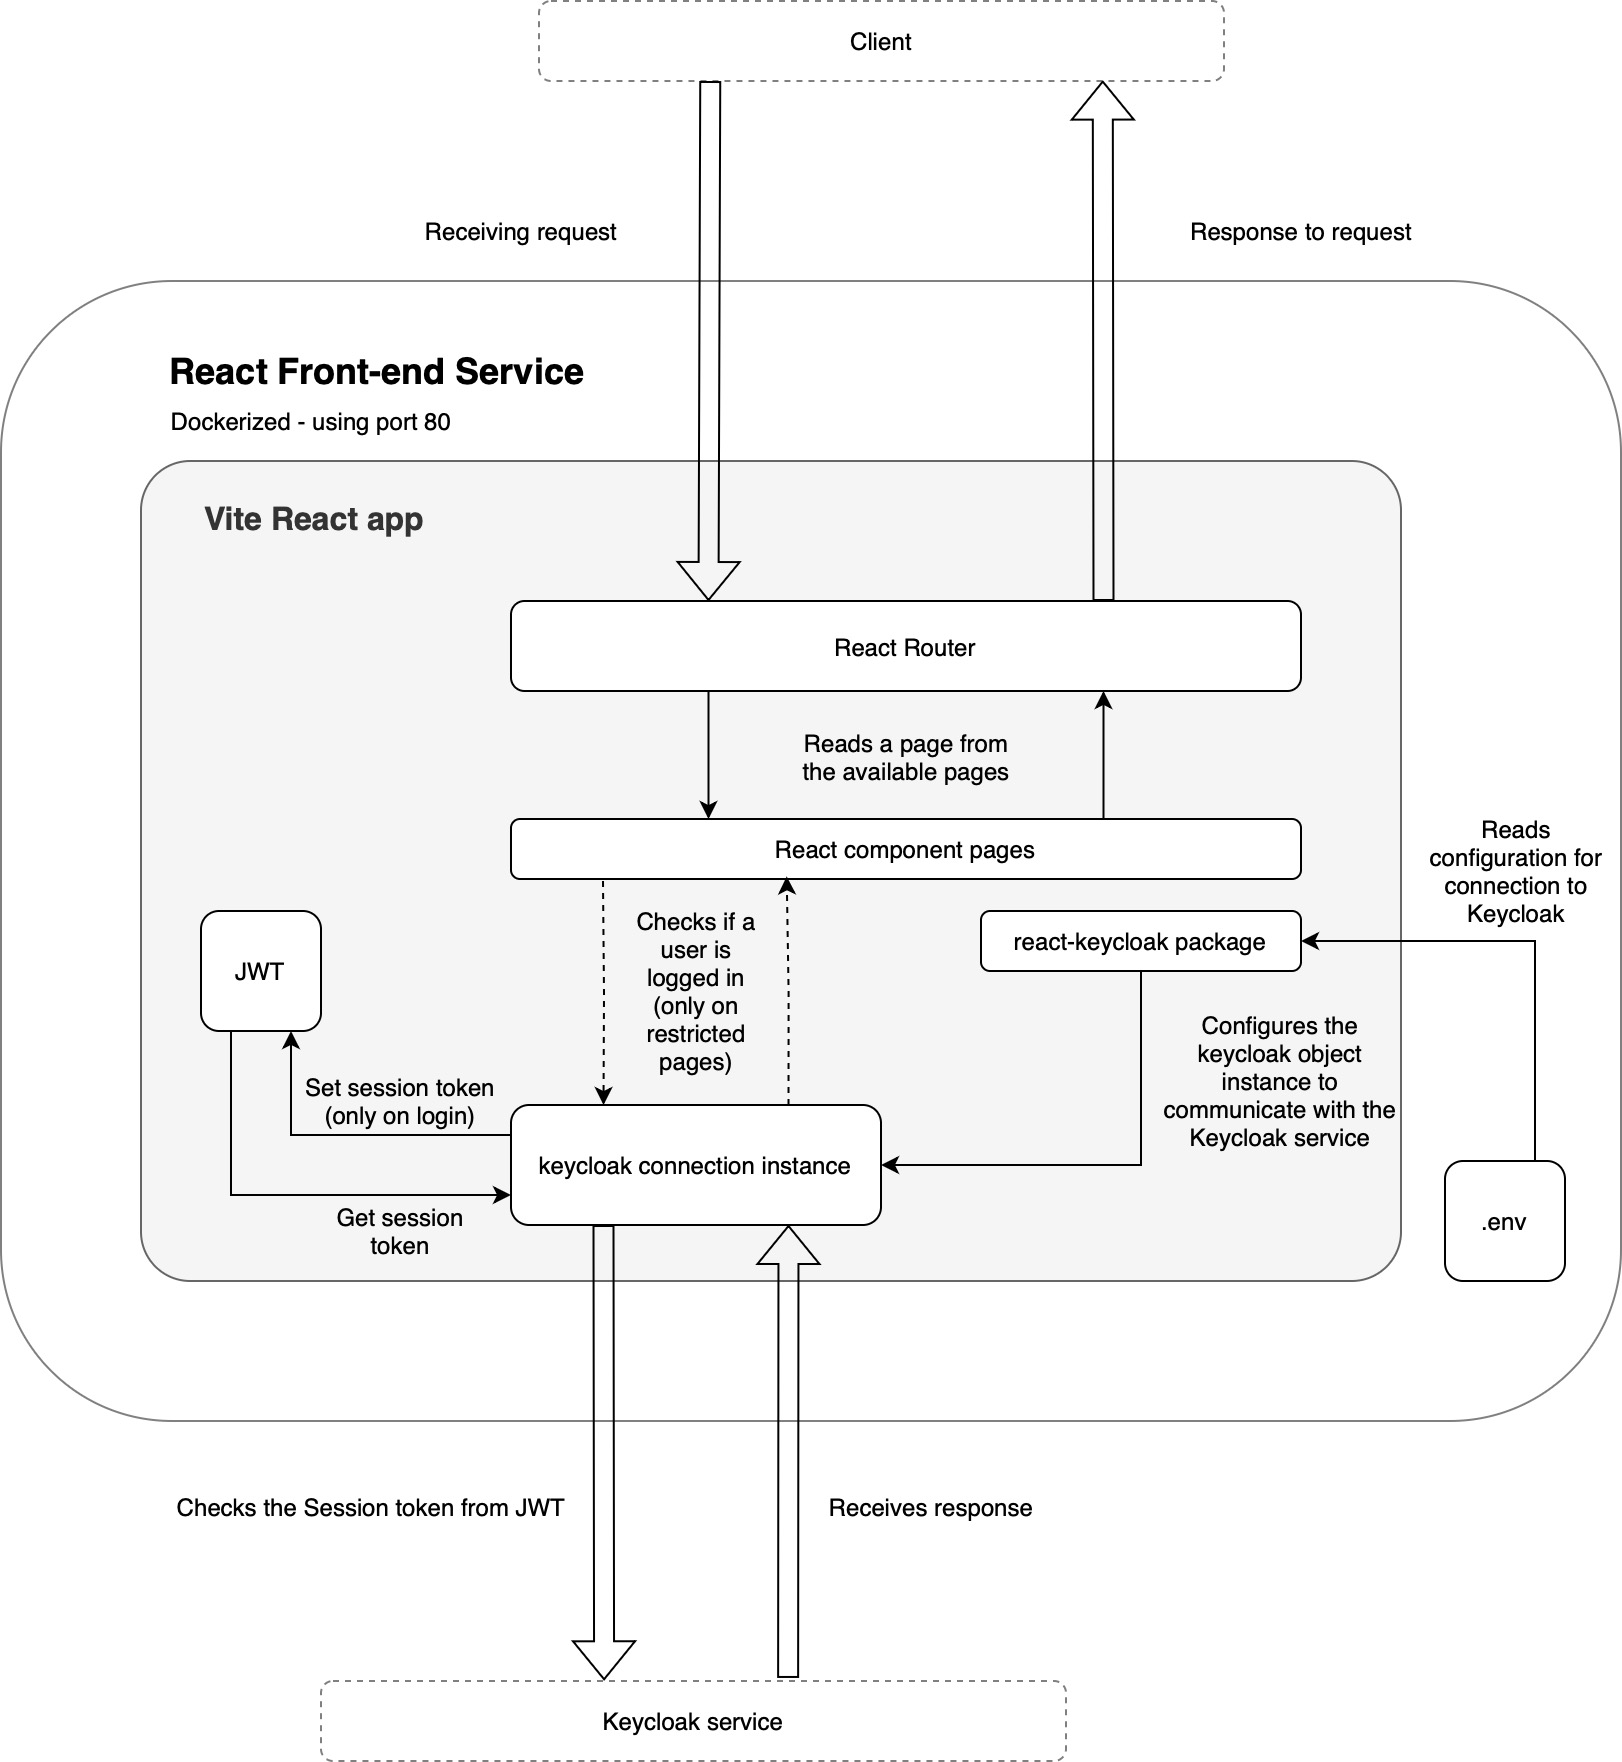 Client
Receiving request
Response to request
React Front-end Service
Dockerized - using port 80
Vite React app
React Router
Reads a page from
the available pages
React component pages
Reads
configuration for
connection to
Keycloak
Checks if a
user is
logged in
(only on
restricted
pages)
react-keycloak package
JWT
Configures the
keycloak object
instance to
communicate with the
Keycloak service
Set session token
(only on login)
keycloak connection instance
.env
Get session
token
Checks the Session token from JWT
Receives response
Keycloak service